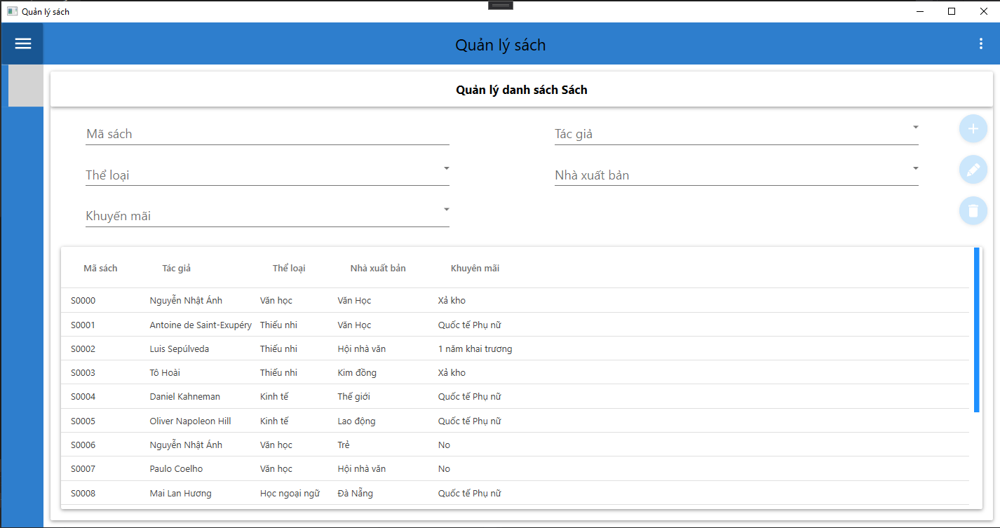 Quản lý sách
Quản lý sách
Quản lý danh sách Sách
Mã sách Tác giả
Thể loại Nhà xuất bản
Khuyến mãi
Mã sách Tác giả Thể loại Nhà xuất bản Khuyên mãi
S0000 Nguyễn Nhật Ánh Văn học Văn Học Xả kho
S0001 Antoine de Saint-Exupéry Thiếu nhi Văn Học Quốc tế Phụ nữ
S0002 Luis Sepúlveda Thiếu nhi Hội nhà văn 1 năm khai trương
S0003 Tô Hoài Thiếu nhi Kim đồng Xả kho
S0004 Daniel Kahneman Kinh tế Thế giới Quốc tế Phụ nữ
S0005 Oliver Napoleon Hill Kinh tế Lao động Quốc tế Phụ nữ
S0006 Nguyễn Nhật Ánh Văn học Trẻ No
S0007 Paulo Coelho Văn học Hội nhà văn No
S0008 Mai Lan Hương Học ngoại ngữ Đà Nẵng Quốc tế Phụ nữ